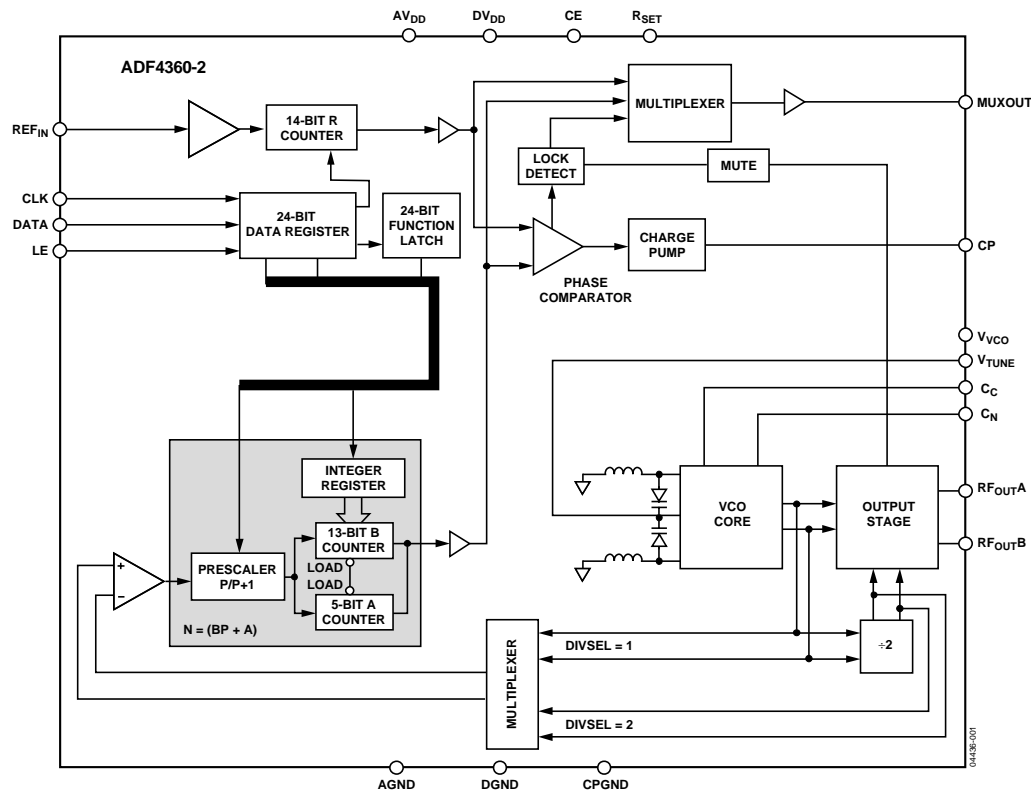 AVDD
DVDD
CE
RSET
ADF4360-2
MULTIPLEXER
MUXOUT
REFIN
14-BIT R
COUNTER
LOCK
DETECT
MUTE
CLK
DATA
LE
24-BIT
DATA REGISTER
24-BIT
FUNCTION
LATCH
CHARGE
PUMP
CP
PHASE
COMPARATOR
VVCO
VTUNE
CC
CN
INTEGER
REGISTER
13-BIT B
COUNTER
LOAD
LOAD
PRESCALER
P/P+1
5-BIT A
COUNTER
+
−
N = (BP + A)
VCO
CORE
OUTPUT
STAGE
RFOUTA
RFOUTB
MULTIPLEXER
DIVSEL = 1
÷2
DIVSEL = 2
04436-001
AGND
DGND
CPGND